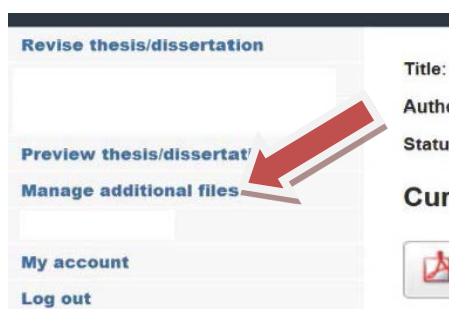 Revise thesis/dissertation
Title:
Preview thesis/dissertat
Manage additional files
My account
Log out